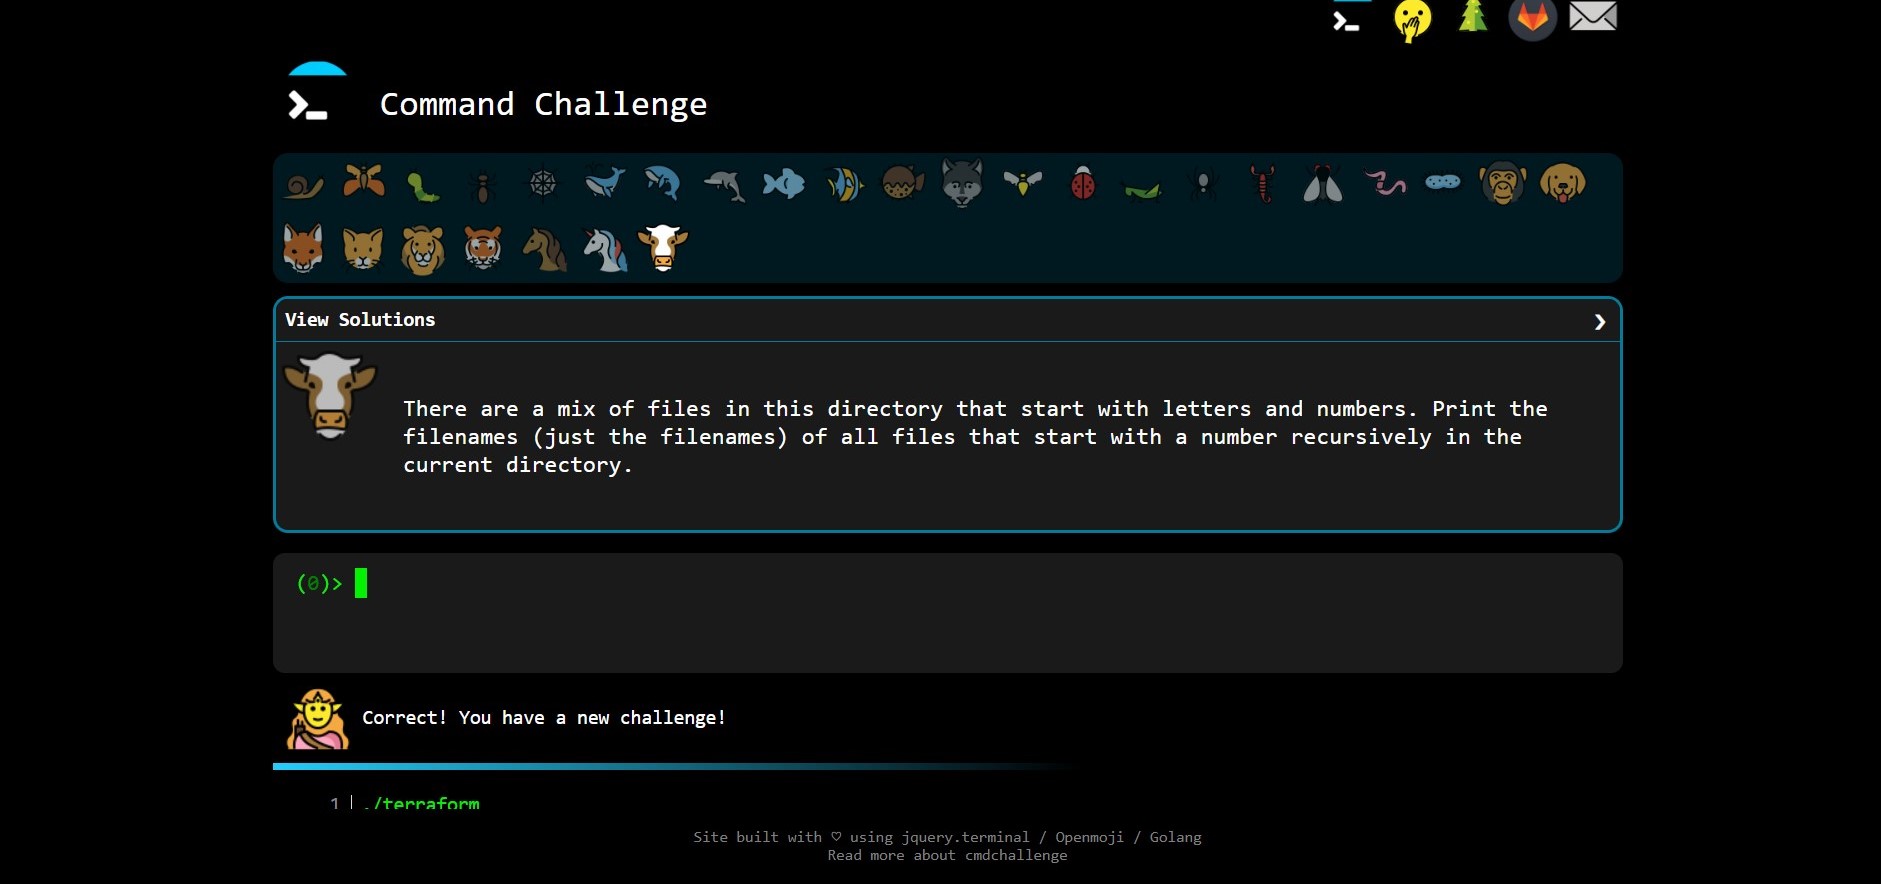 Command Challenge
View Solutions
There are a mix of files in this directory that start with letters and numbers. Print the
filenames (just the filenames) of all files that start with a number recursively in the
current directory.
(0)>
Correct! You have a new challenge!
1 ./terraform
Site built with ♡ using jquery.terminal / Openmoji / Golang
Read more about cmdchallenge